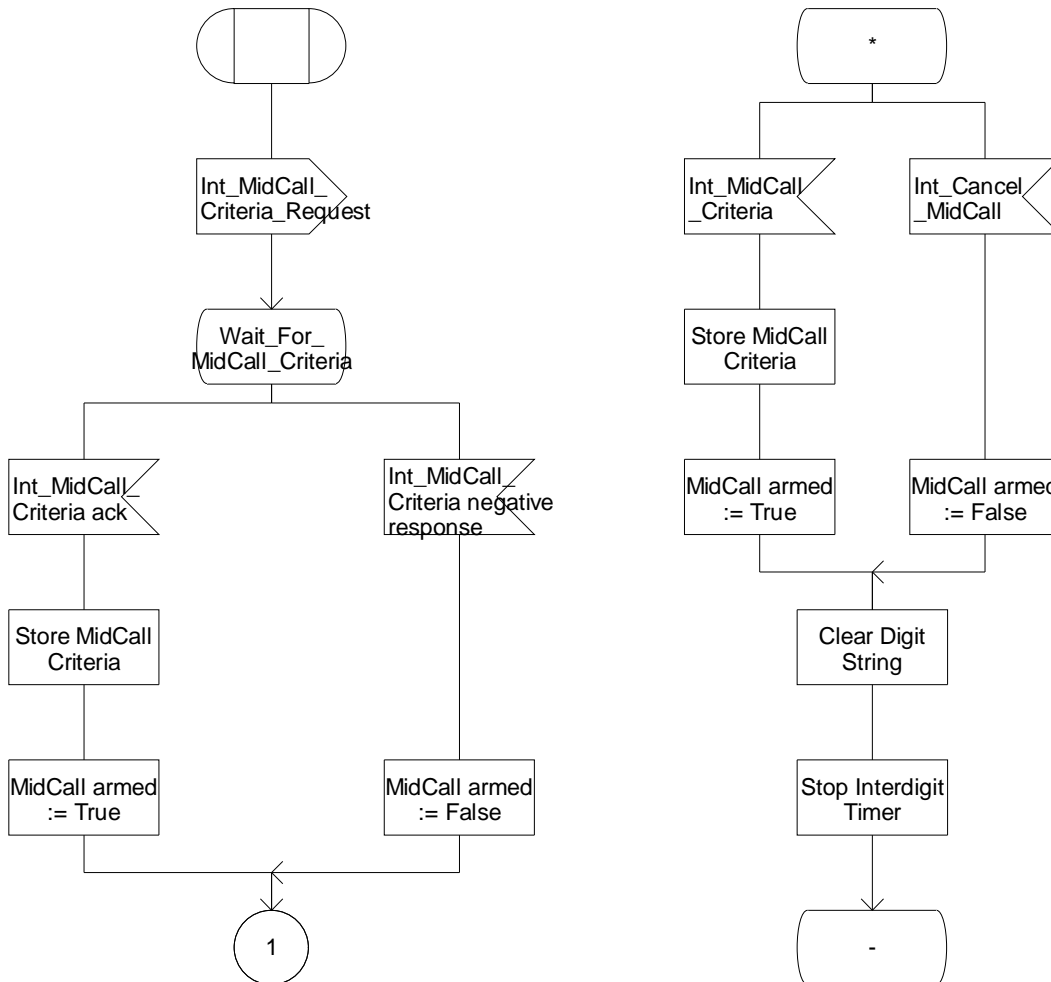 Int_MidCall_
Criteria_Request
Wait_For_
MidCall_Criteria
Int_MidCall_
Criteria ack
Int_MidCall_
Criteria negative
response
Store MidCall
Criteria
MidCall armed
:= True
MidCall armed
:= False
1
*
Int_MidCall
_Criteria
Int_Cancel
_MidCall
Store MidCall
Criteria
MidCall armed
:= True
MidCall armed
:= False
Clear Digit
String
Stop Interdigit
Timer
-